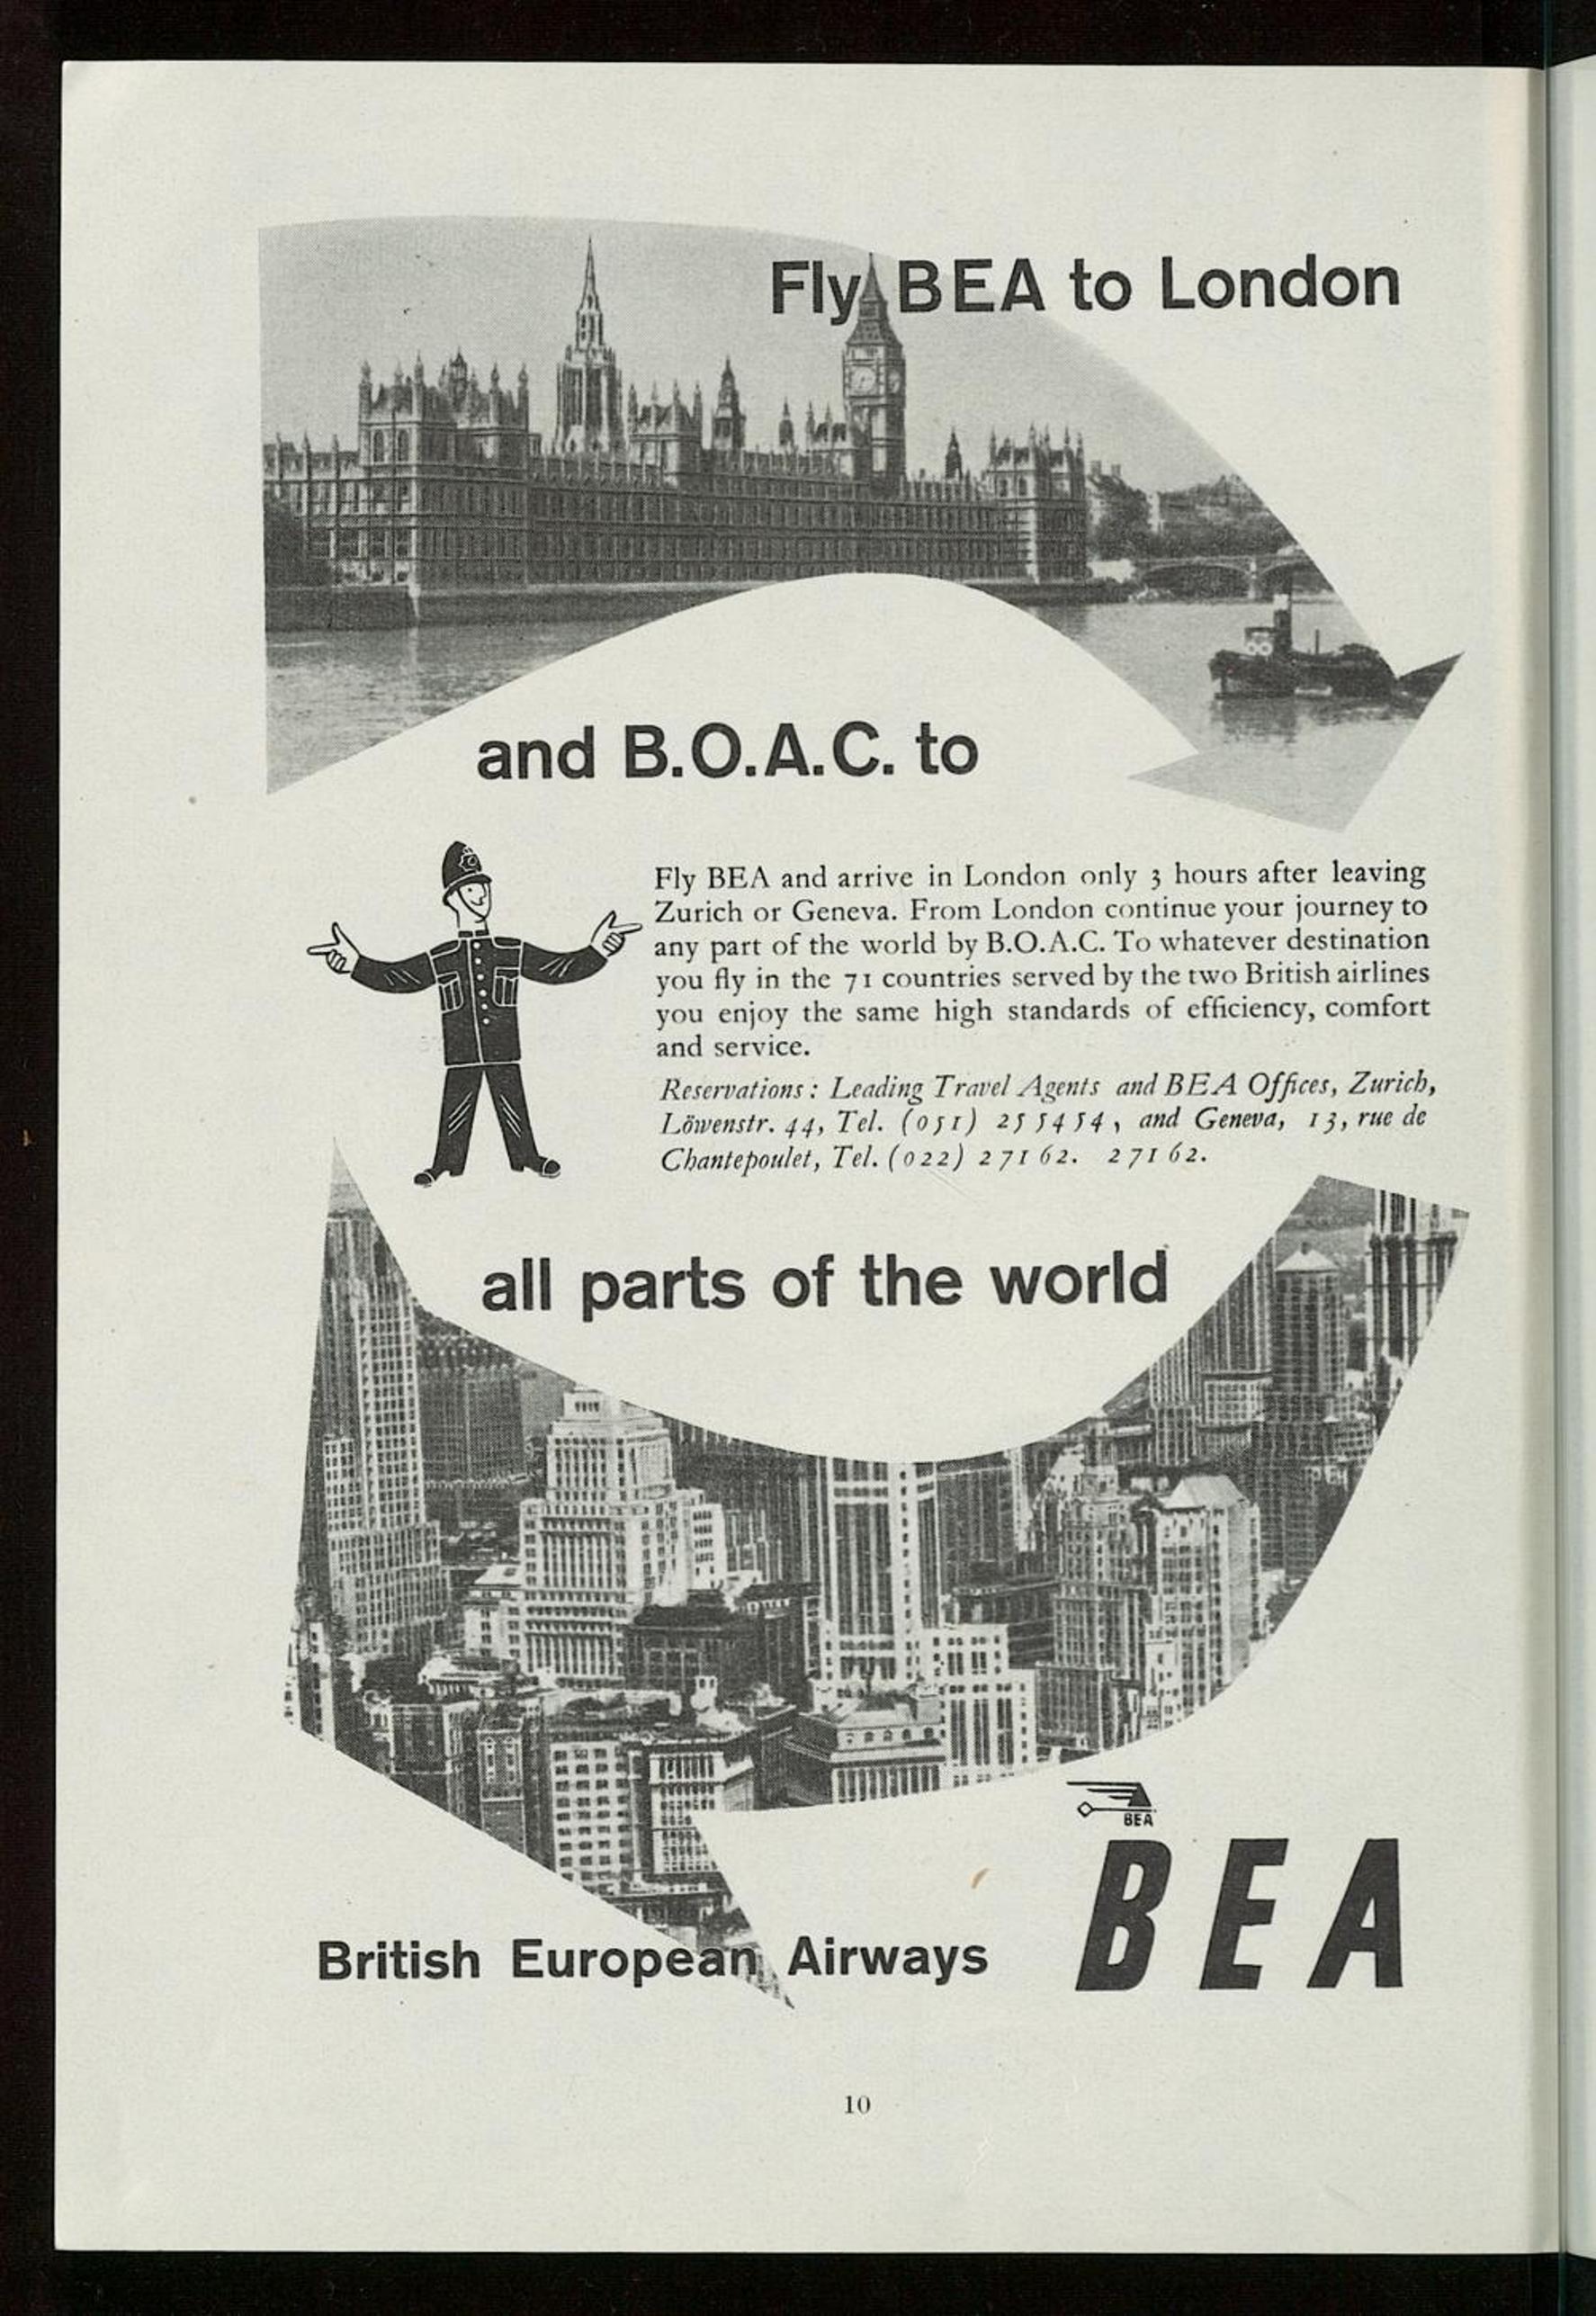 Fly BEA to London
and B.O.A.C. to
Fly BEA and arrive in London only 3 hours after leaving
Zurich or Geneva. From London continue your journey to
any part of the world by B.O.A.C. To whatever destination
you fly in the 71 countries served by the two British airlines
you enjoy the same high standards of efficiency, comfort
and service.
Reservations: Leading Travel Agents and BEA Offices, Zurich,
Löwenstr. 44, Tel. (051) 255454, and Geneva, 13, rue de
Chantepoulet, Tel. (022) 27162. 27162.
all parts of the world
BEA
BEA
British European Airways
10